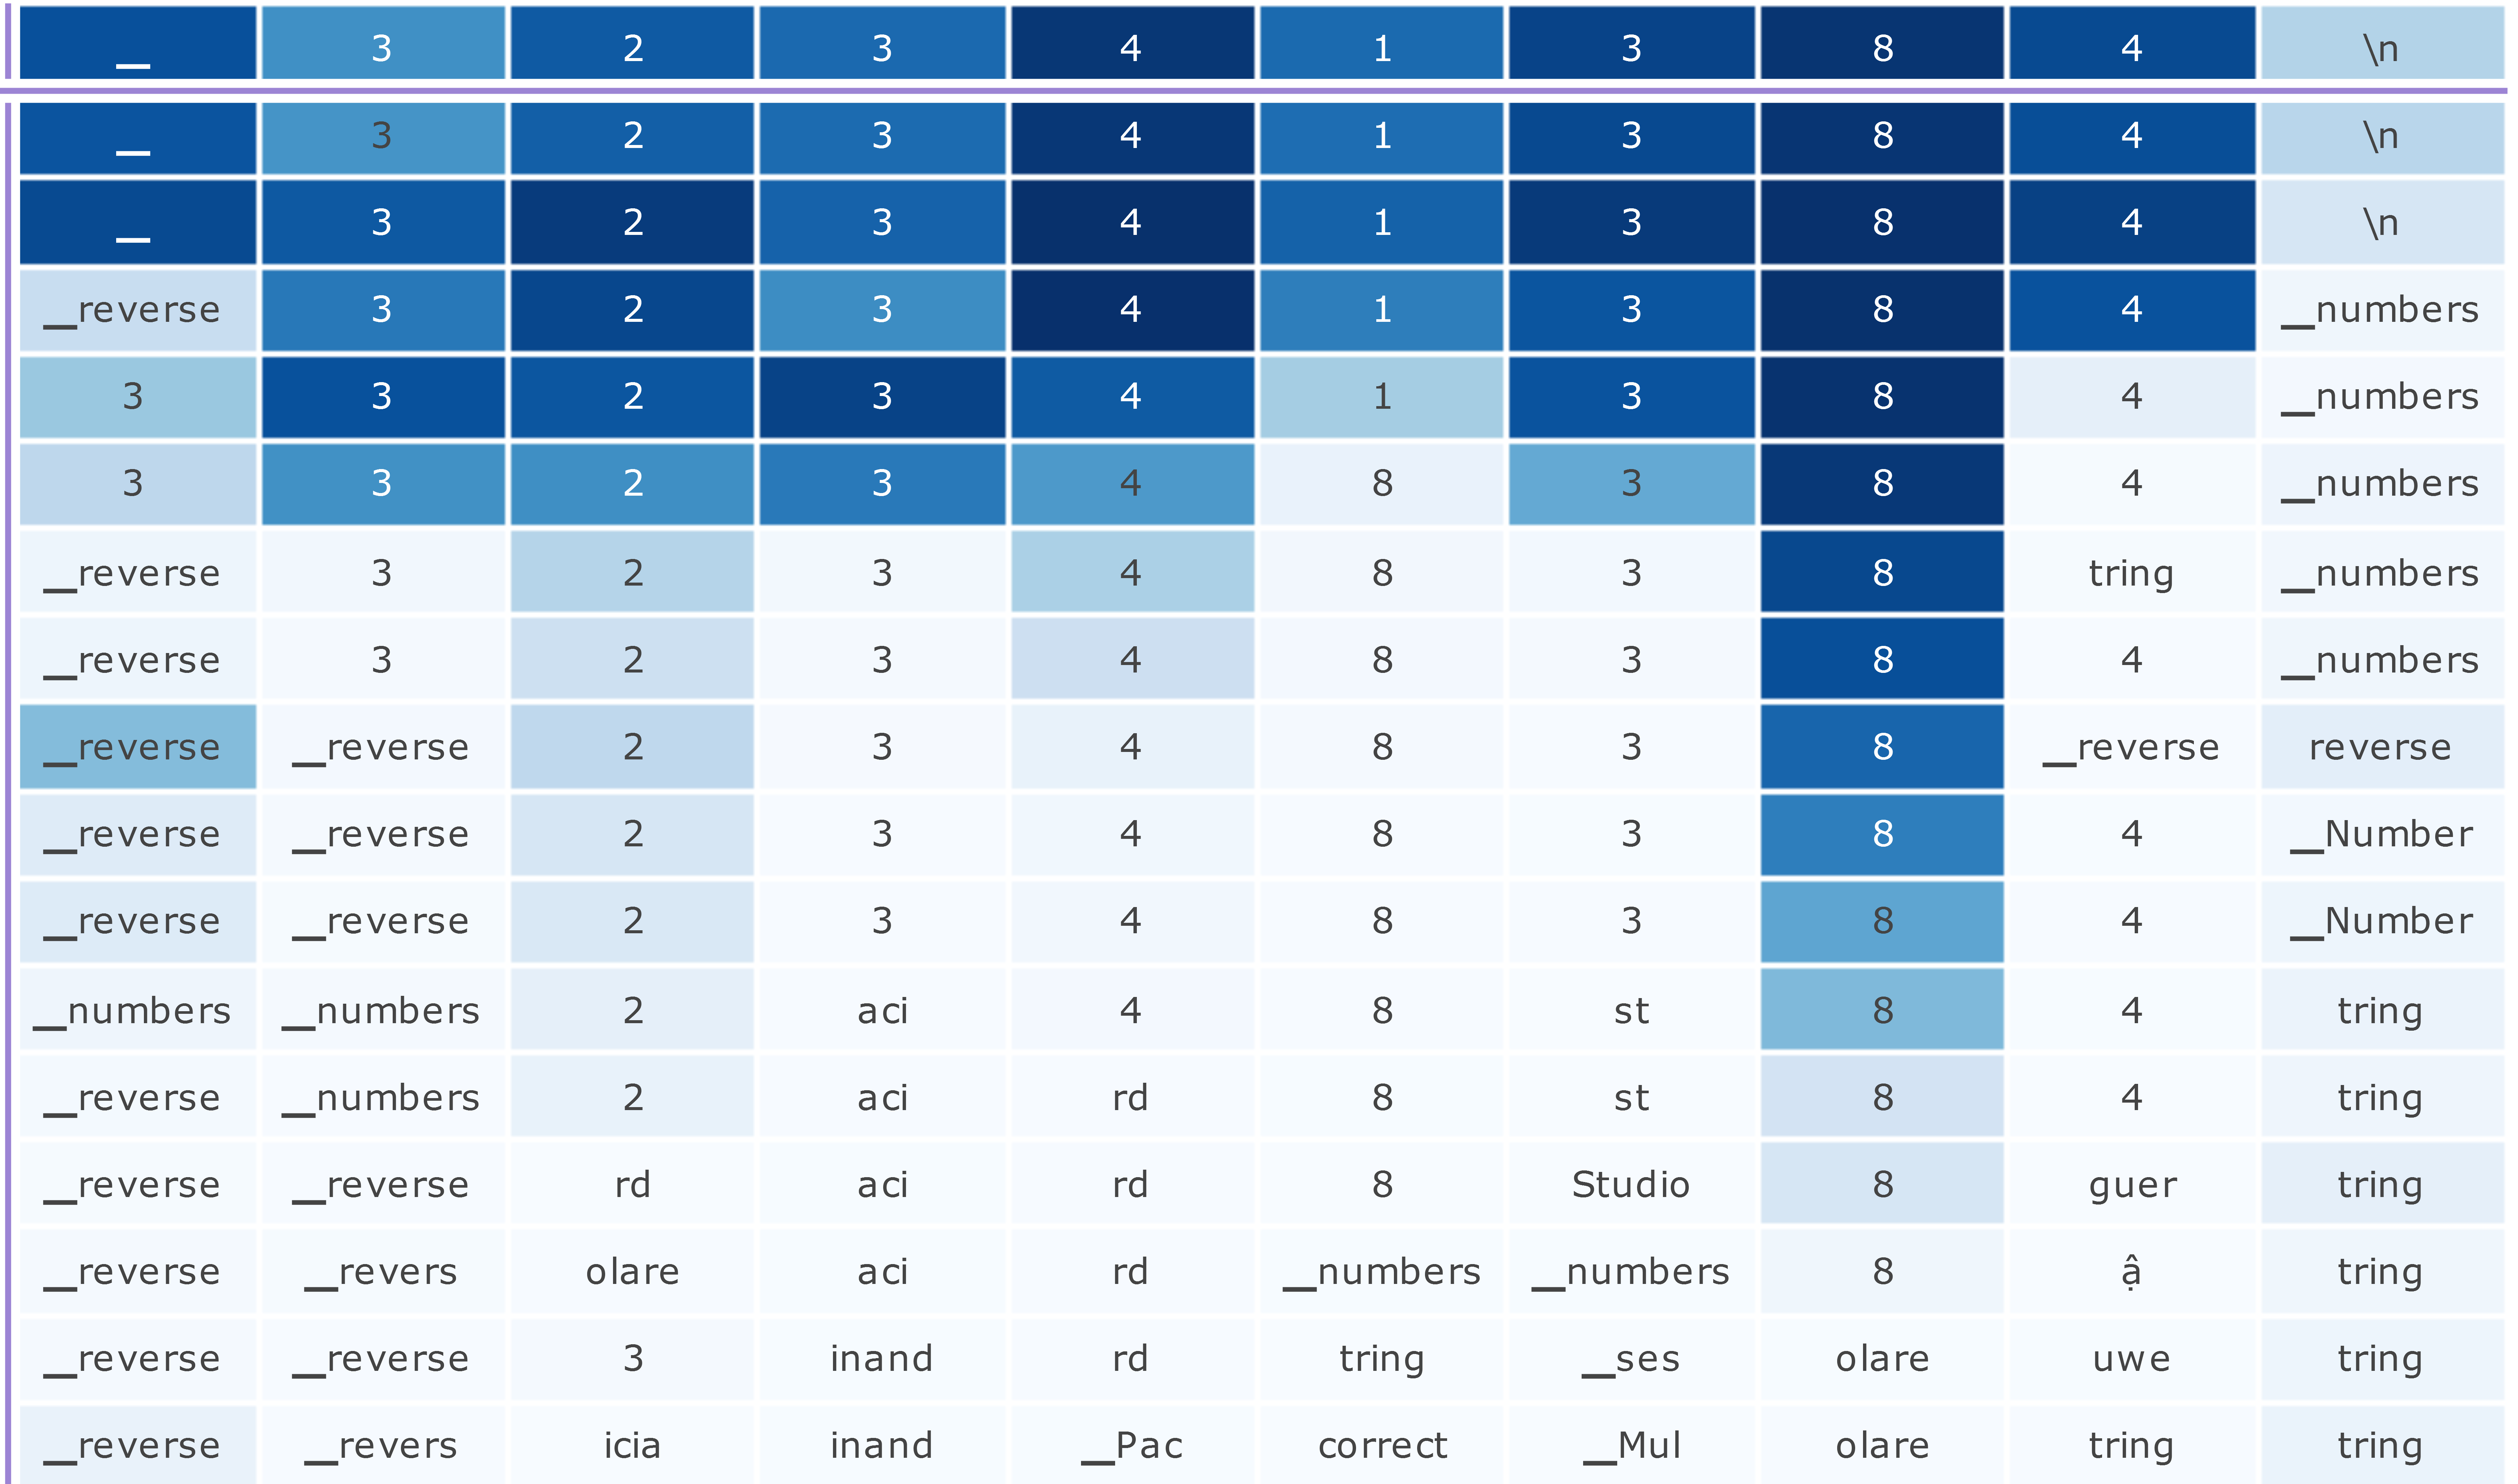 _ 3 2 3 4 1 3 8 4 \n
_ 3 2 3 4 1 3 8 4 \n
_ 3 2 3 4 1 3 8 4 \n
_reverse 3 2 3 4 1 3 8 4 _numbers
3 3 2 3 4 1 3 8 4 _numbers
3 3 2 3 4 8 3 8 4 _numbers
_reverse 3 2 3 4 8 3 8 tring _numbers
_reverse 3 2 3 4 8 3 8 4 _numbers
_reverse _reverse 2 3 4 8 3 8 _reverse reverse
_reverse _reverse 2 3 4 8 3 8 4 _Number
_reverse _reverse 2 3 4 8 3 8 4 _Number
_numbers _numbers 2 aci 4 8 st 8 4 tring
_reverse _numbers 2 aci rd 8 st 8 4 tring
_reverse _reverse rd aci rd 8 Studio 8 guer tring
_reverse _revers olare aci rd _numbers _numbers 8 ậ tring
_reverse _reverse 3 inand rd tring _ses olare uwe tring
_reverse _revers icia inand _Pac correct _Mul olare tring tring